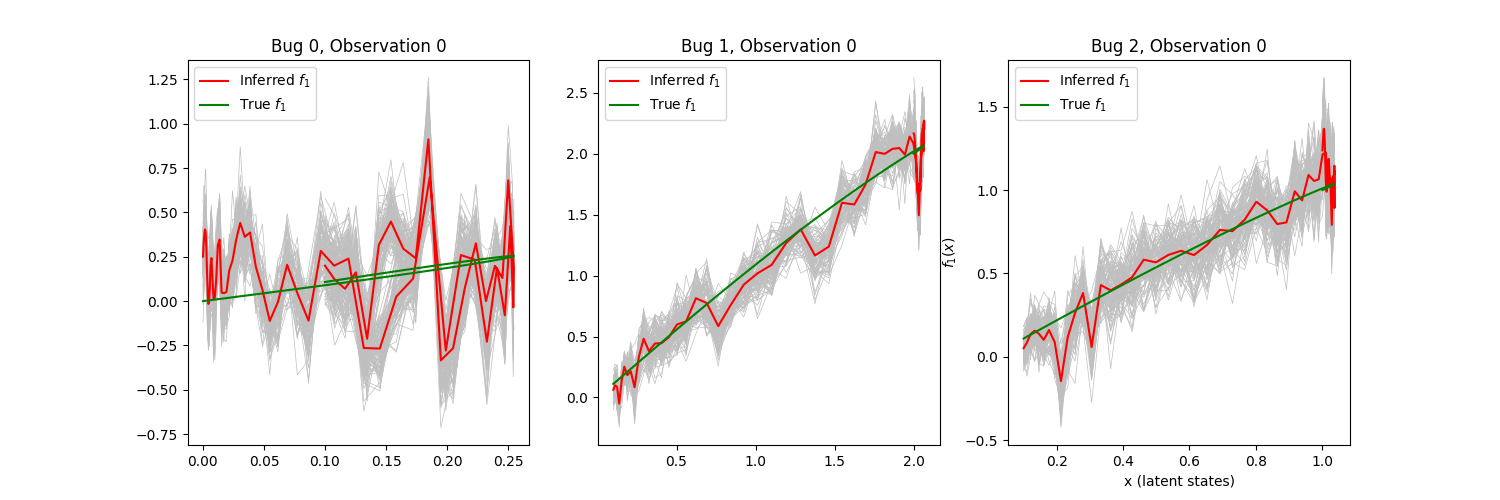 Bug 0, Observation 0
Inferred f₁
True f₁
1.25
1.00
0.75
0.50
0.25
0.00
−0.25
−0.50
−0.75
0.00 0.05 0.10 0.15 0.20 0.25
Bug 1, Observation 0
Inferred f₁
True f₁
2.5
2.0
1.5
1.0
0.5
0.0
0.5 1.0 1.5 2.0
Bug 2, Observation 0
Inferred f₁
True f₁
f₁(x)
1.5
1.0
0.5
0.0
−0.5
0.2 0.4 0.6 0.8 1.0
x (latent states)